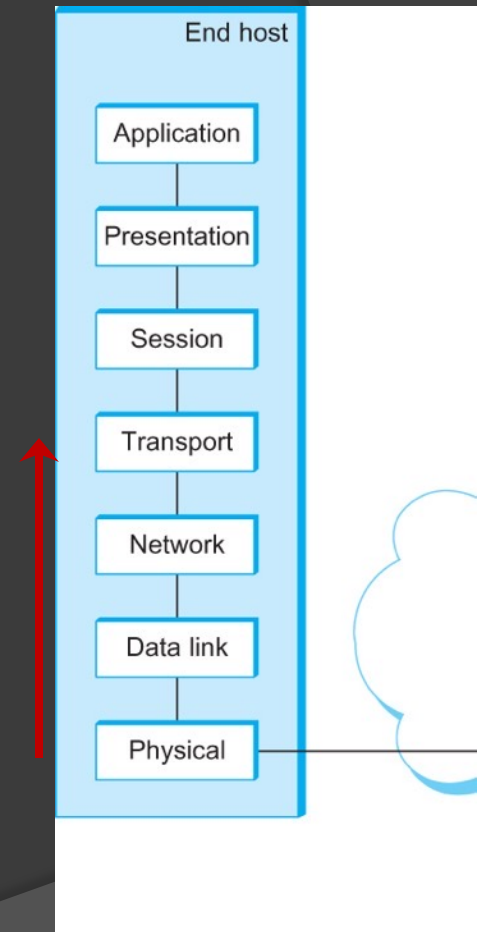 End host
Application
Presentation
Session
Transport
Network
Data link
Physical